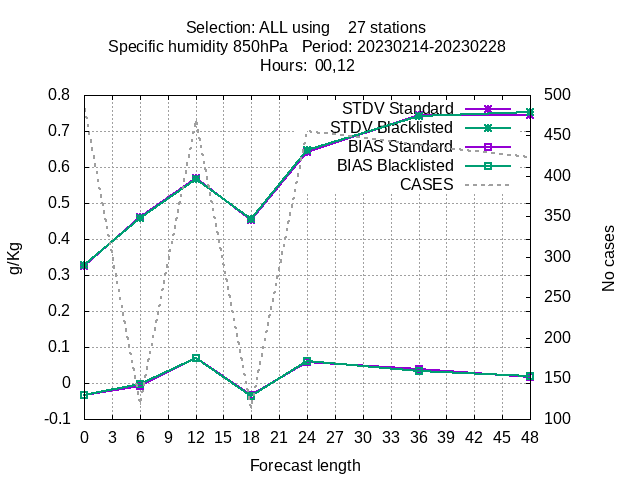 Selection: ALL using    27 stations
Specific humidity 850hPa   Period: 20230214-20230228
Hours:  00,12
STDV Standard
STDV Blacklisted
BIAS Standard
BIAS Blacklisted
CASES
0.8
0.7
0.6
0.5
0.4
0.3
0.2
0.1
0
-0.1
g/Kg
500
450
400
350
300
250
200
150
100
No cases
0 3 6 9 12 15 18 21 24 27 30 33 36 39 42 45 48
Forecast length